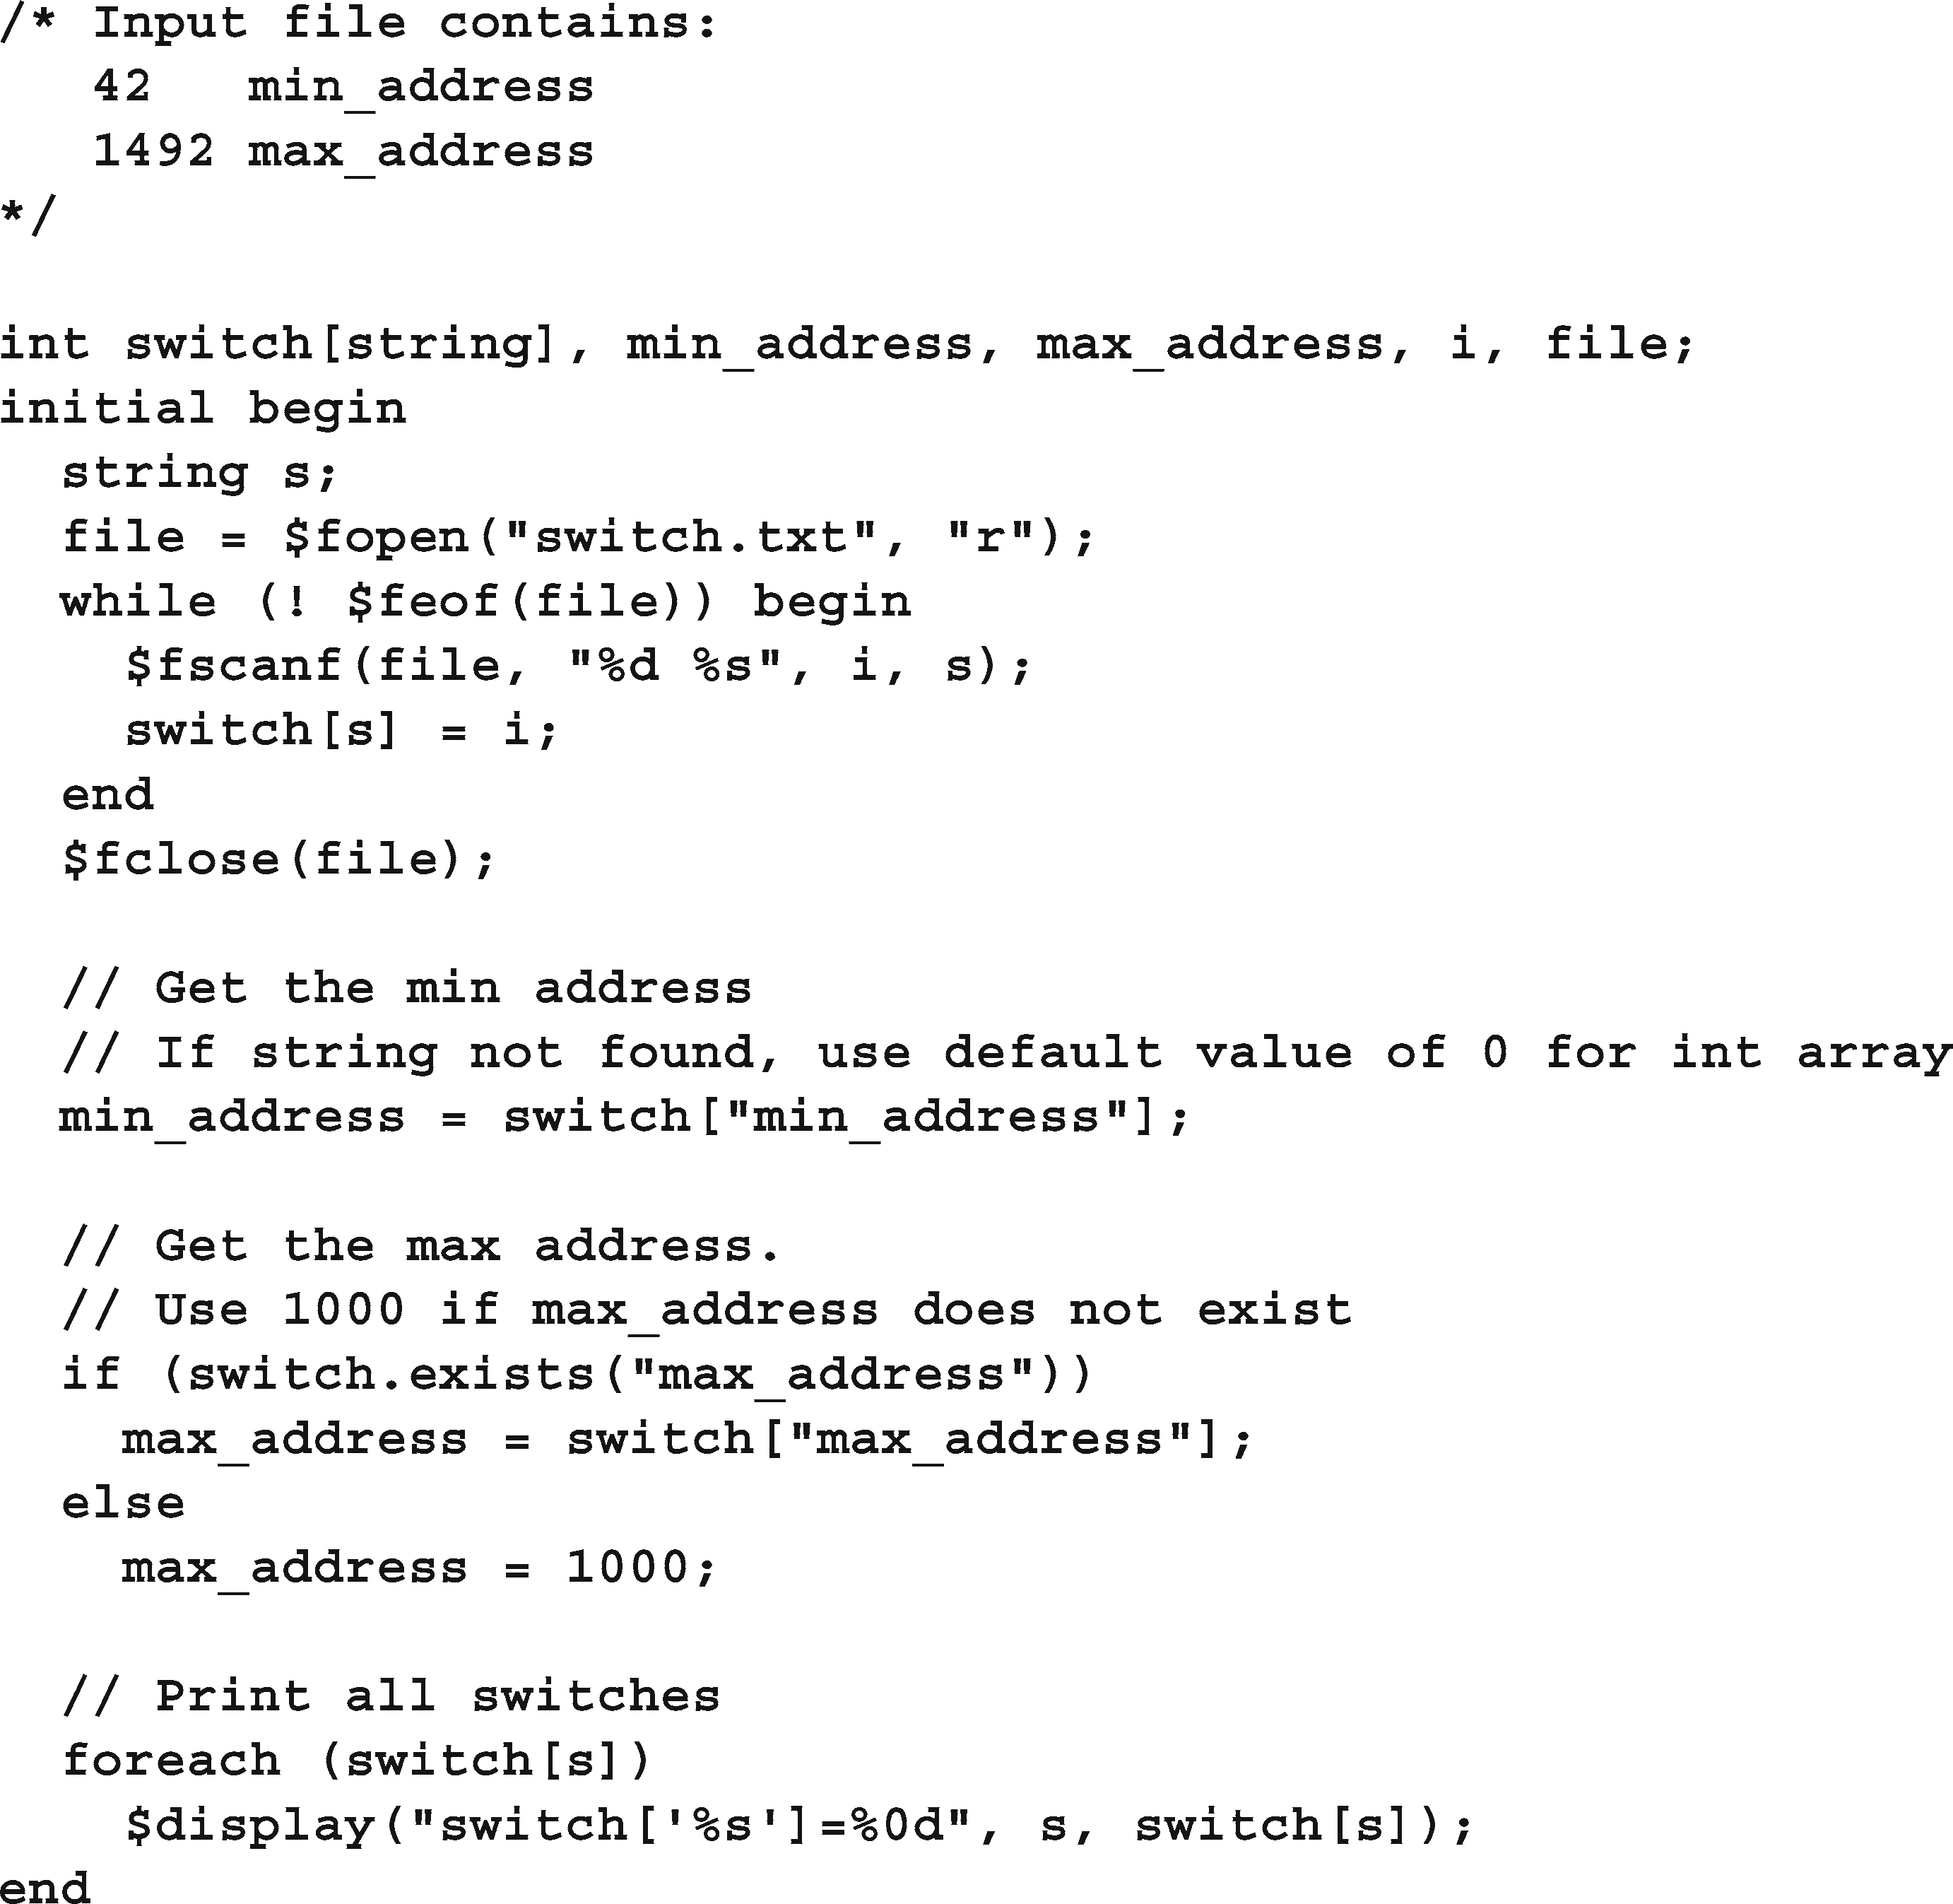 /* Input file contains:
   42   min_address
   1492 max_address
*/

int switch[string], min_address, max_address, i, file;
initial begin
  string s;
  file = $fopen("switch.txt", "r");
  while (! $feof(file)) begin
    $fscanf(file, "%d %s", i, s);
    switch[s] = i;
  end
  $fclose(file);

  // Get the min address
  // If string not found, use default value of 0 for int array
  min_address = switch["min_address"];

  // Get the max address.
  // Use 1000 if max_address does not exist
  if (switch.exists("max_address"))
    max_address = switch["max_address"];
  else
    max_address = 1000;

  // Print all switches
  foreach (switch[s])
    $display("switch['%s']=%0d", s, switch[s]);
end